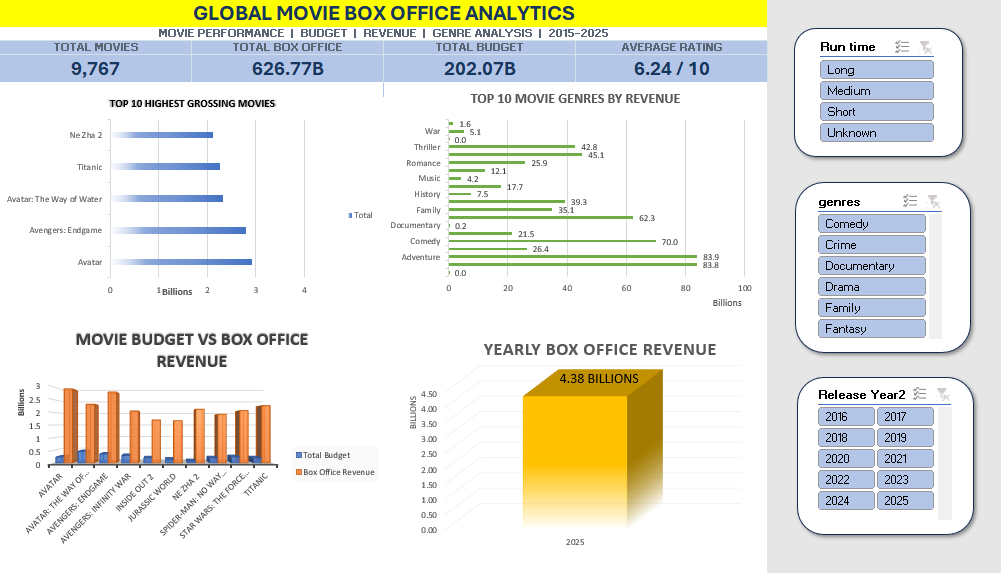 GLOBAL MOVIE BOX OFFICE ANALYTICS
MOVIE PERFORMANCE | BUDGET | REVENUE | GENRE ANALYSIS | 2015-2025
TOTAL MOVIES
TOTAL BOX OFFICE
TOTAL BUDGET
AVERAGE RATING
9,767
626.77B
202.07B
6.24 / 10
TOP 10 HIGHEST GROSSING MOVIES
Ne Zha 2
Titanic
Avatar: The Way of Water
Avengers: Endgame
Avatar
0 1 2 3 4
Billions
Total
TOP 10 MOVIE GENRES BY REVENUE
1.6
War 5.1
0.0
Thriller 42.8
45.1
Romance 25.9
12.1
Music 4.2
17.7
History 7.5
39.3
Family 35.1
62.3
Documentary 0.2
21.5
Comedy 70.0
26.4
Adventure 83.9
83.8
0.0
0 20 40 60 80 100
Billions
MOVIE BUDGET VS BOX OFFICE
REVENUE
Billions
3
2.5
2
1.5
1
0.5
0
AVATAR
AVATAR: THE WAY OF…
AVENGERS: ENDGAME
AVENGERS: INFINITY WAR
INSIDE OUT 2
JURASSIC WORLD
NE ZHA 2
SPIDER-MAN: NO WAY…
STAR WARS: THE FORCE…
TITANIC
Total Budget
Box Office Revenue
YEARLY BOX OFFICE REVENUE
4.38 BILLIONS
BILLIONS
4.50
4.00
3.50
3.00
2.50
2.00
1.50
1.00
0.50
0.00
2025
Run time
Long
Medium
Short
Unknown
genres
Comedy
Crime
Documentary
Drama
Family
Fantasy
Release Year2
2016 2017
2018 2019
2020 2021
2022 2023
2024 2025